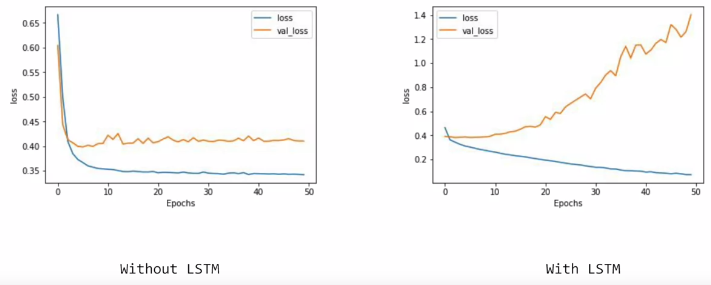 loss
val_loss
0.65
0.60
0.55
0.50
0.45
0.40
0.35
loss
0 10 20 30 40 50
Epochs
Without LSTM
loss
val_loss
1.4
1.2
1.0
0.8
0.6
0.4
0.2
loss
0 10 20 30 40 50
Epochs
With LSTM